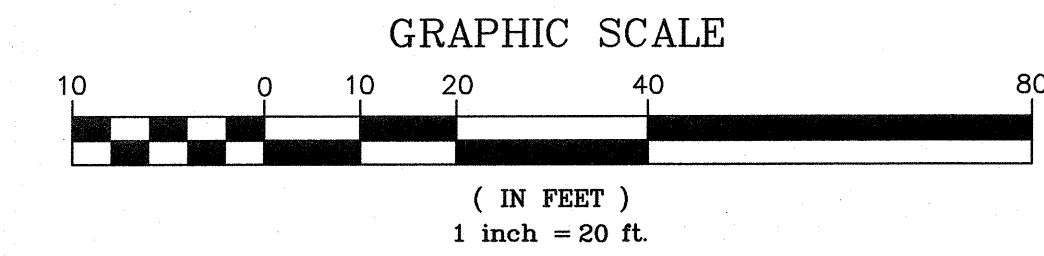 GRAPHIC SCALE
10 0 10 20 40 80
( IN FEET )
1 inch = 20 ft.